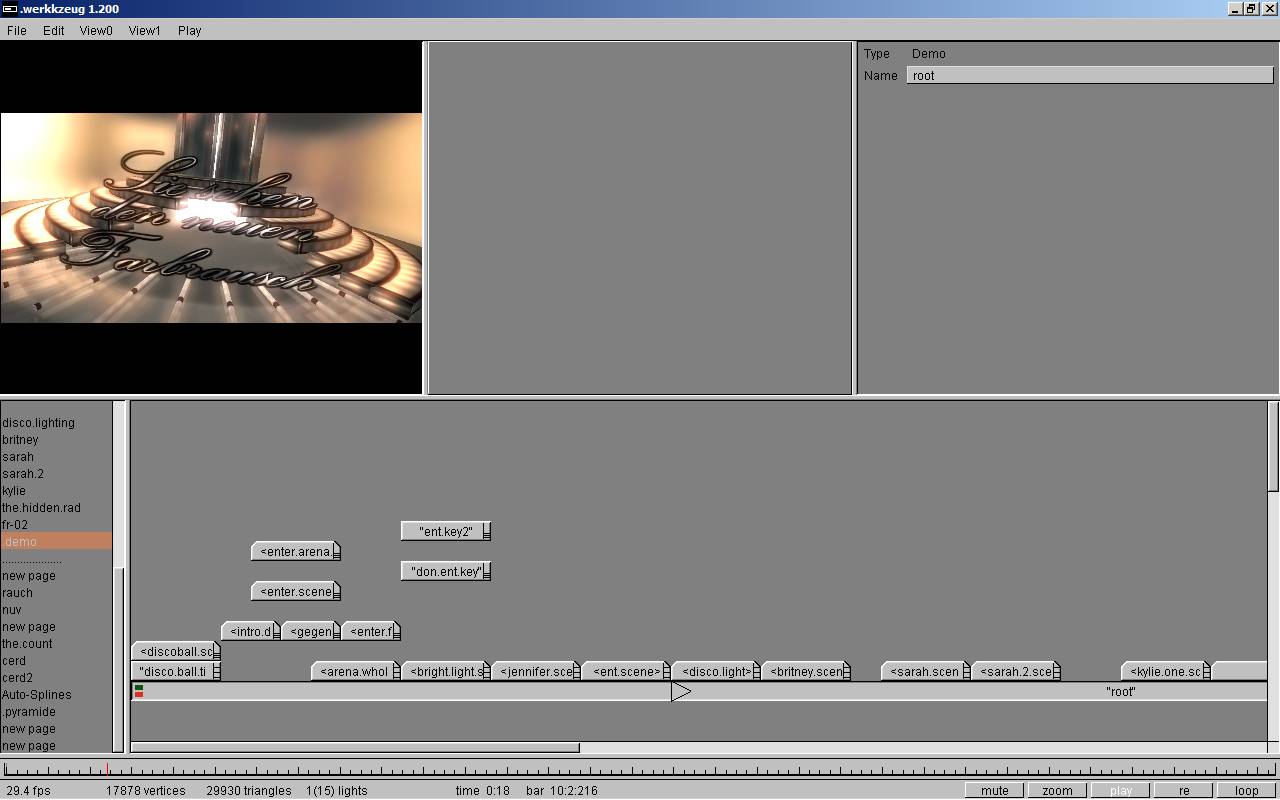 .werkkzeug 1.200
File Edit View0 View1 Play
Type Demo
Name root
Sie sehen
den neuen
Farbrausch
disco.lighting
britney
sarah
sarah.2
kylie
the.hidden.rad
fr-02
demo
....................
new page
rauch
nuv
new page
the.count
cerd
cerd2
Auto-Splines
.pyramide
new page
new page
"ent.key2"
<enter.arena.
"don.ent.key"
<enter.scene
<intro.d <gegen <enter.f
<discoball.sc
"disco.ball.ti <arena.whol <bright.light.s <jennifer.sce <ent.scene> <disco.light> <britney.scen <sarah.scen <sarah.2.sce <kylie.one.sc
"root"
29.4 fps 17878 vertices 29930 triangles 1(15) lights time 0:18 bar 10:2:216 mute zoom play re loop